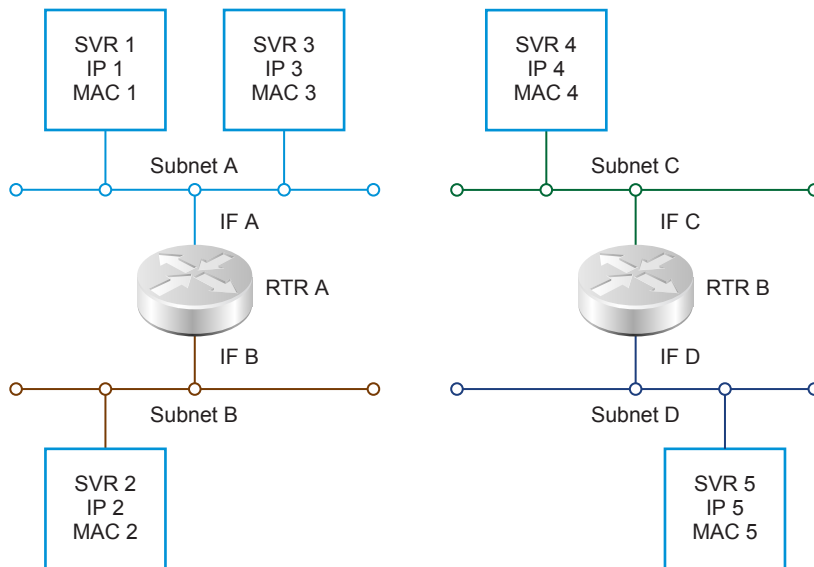 SVR 1
IP 1
MAC 1
SVR 3
IP 3
MAC 3
SVR 4
IP 4
MAC 4
Subnet A
Subnet C
IF A
IF C
RTR A
RTR B
IF B
IF D
Subnet B
Subnet D
SVR 2
IP 2
MAC 2
SVR 5
IP 5
MAC 5